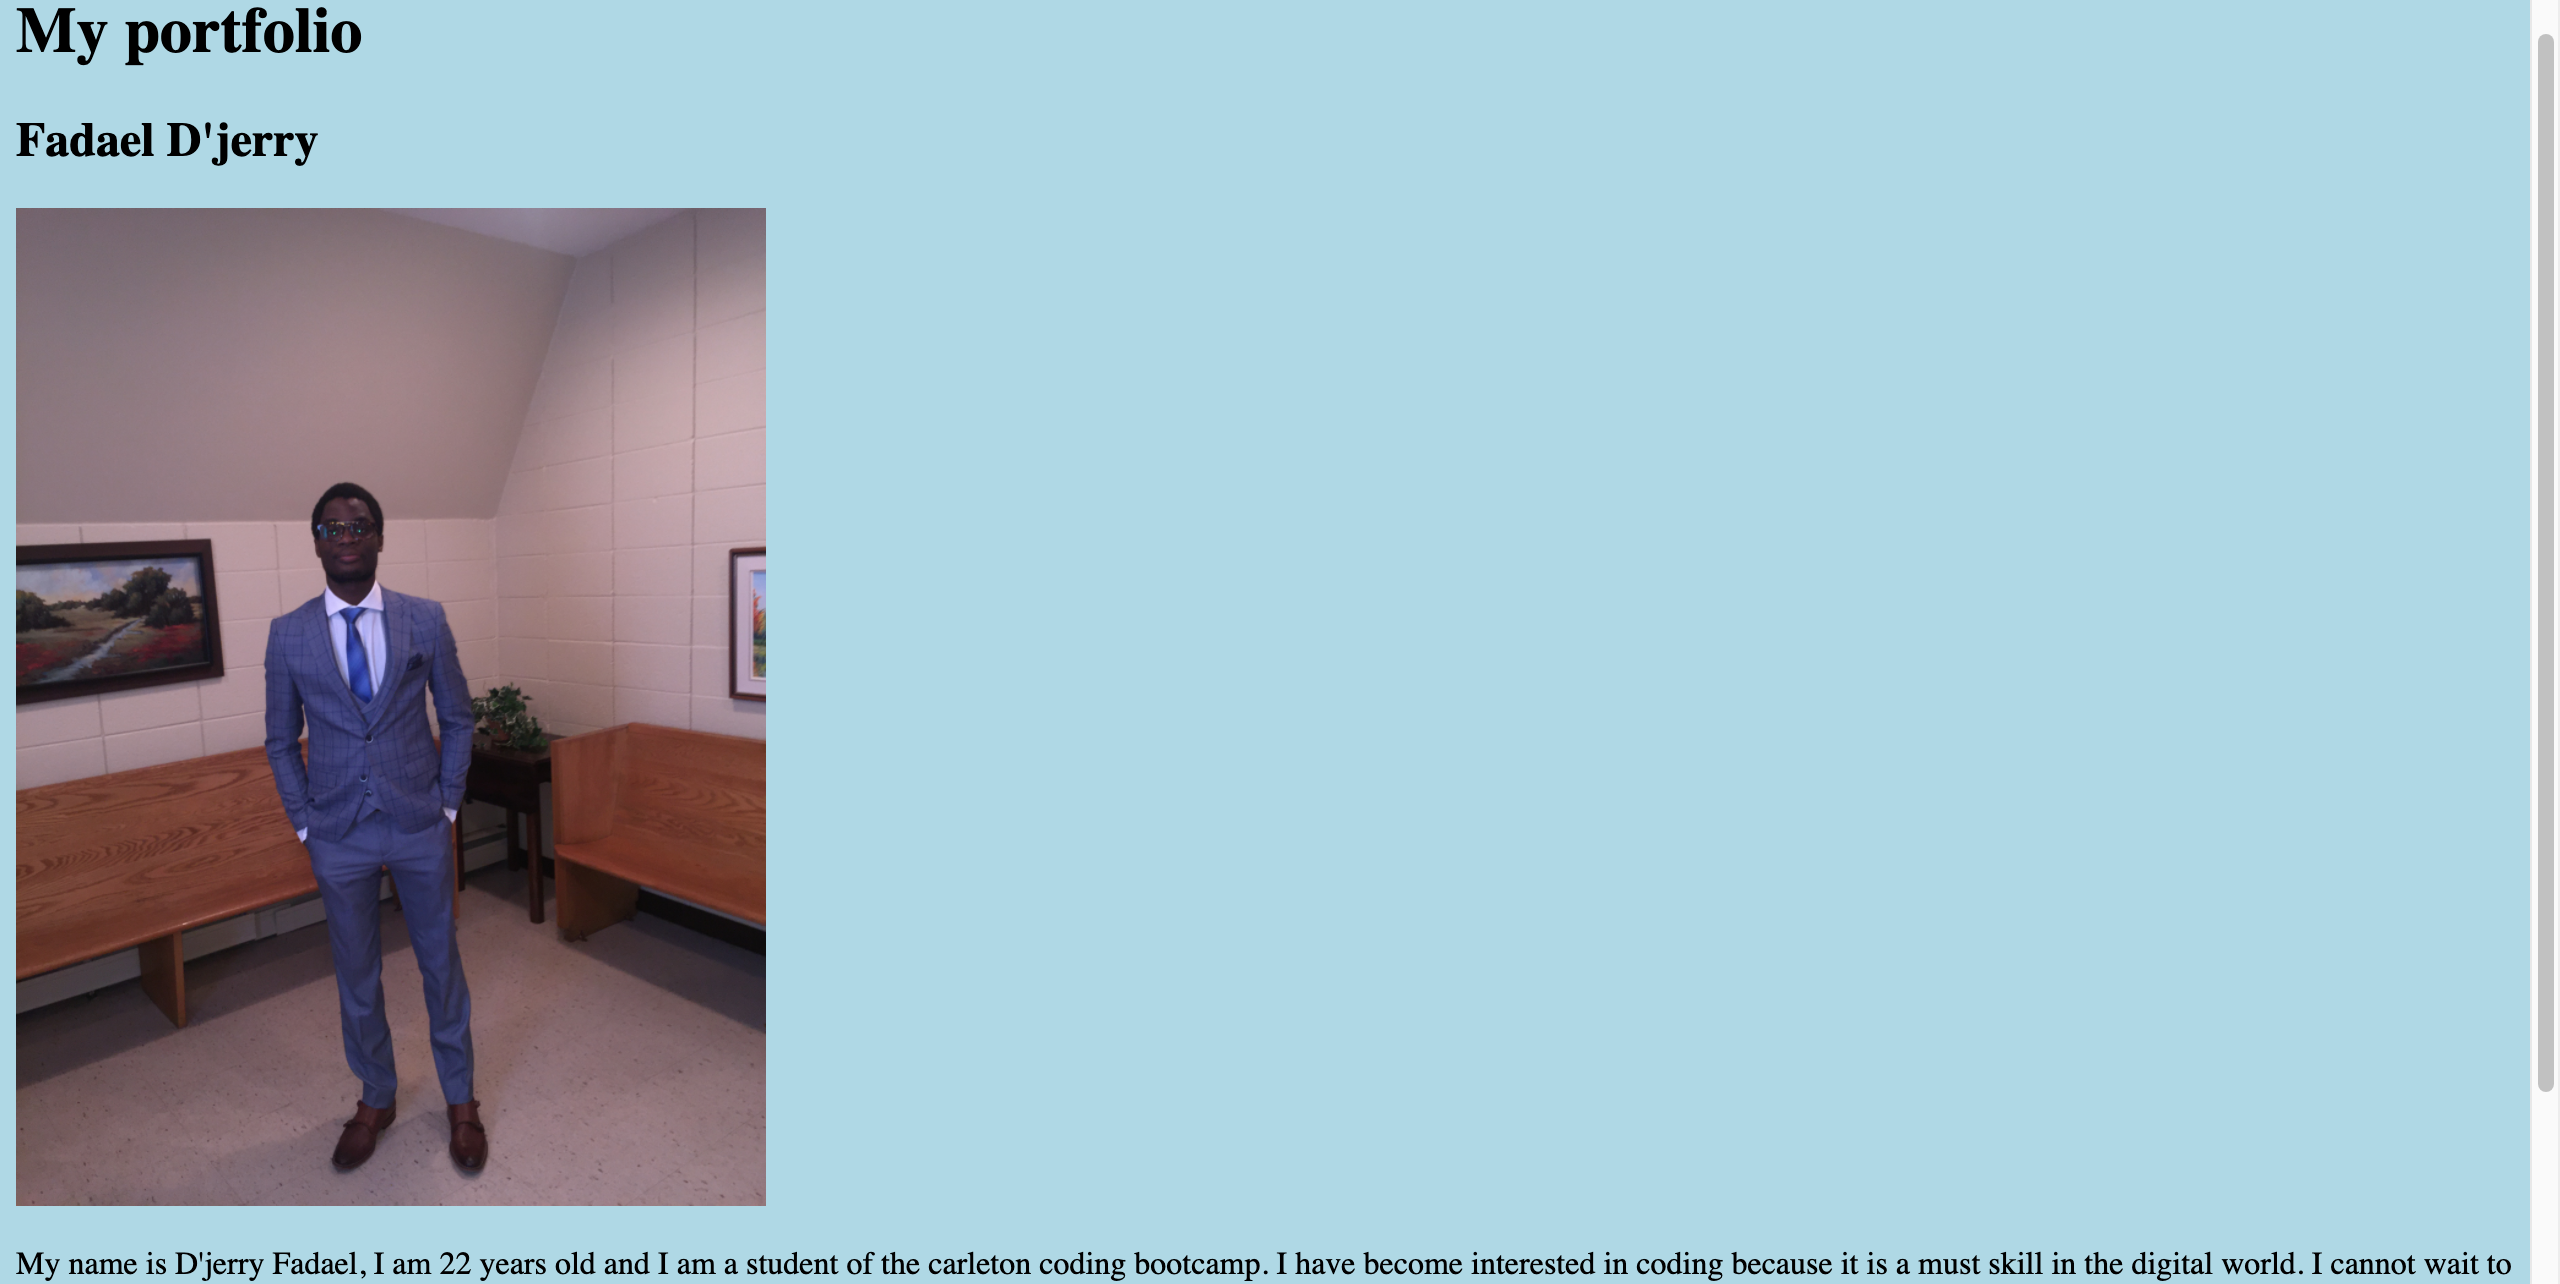 My portfolio
Fadael D'jerry
My name is D'jerry Fadael, I am 22 years old and I am a student of the carleton coding bootcamp. I have become interested in coding because it is a must skill in the digital world. I cannot wait to